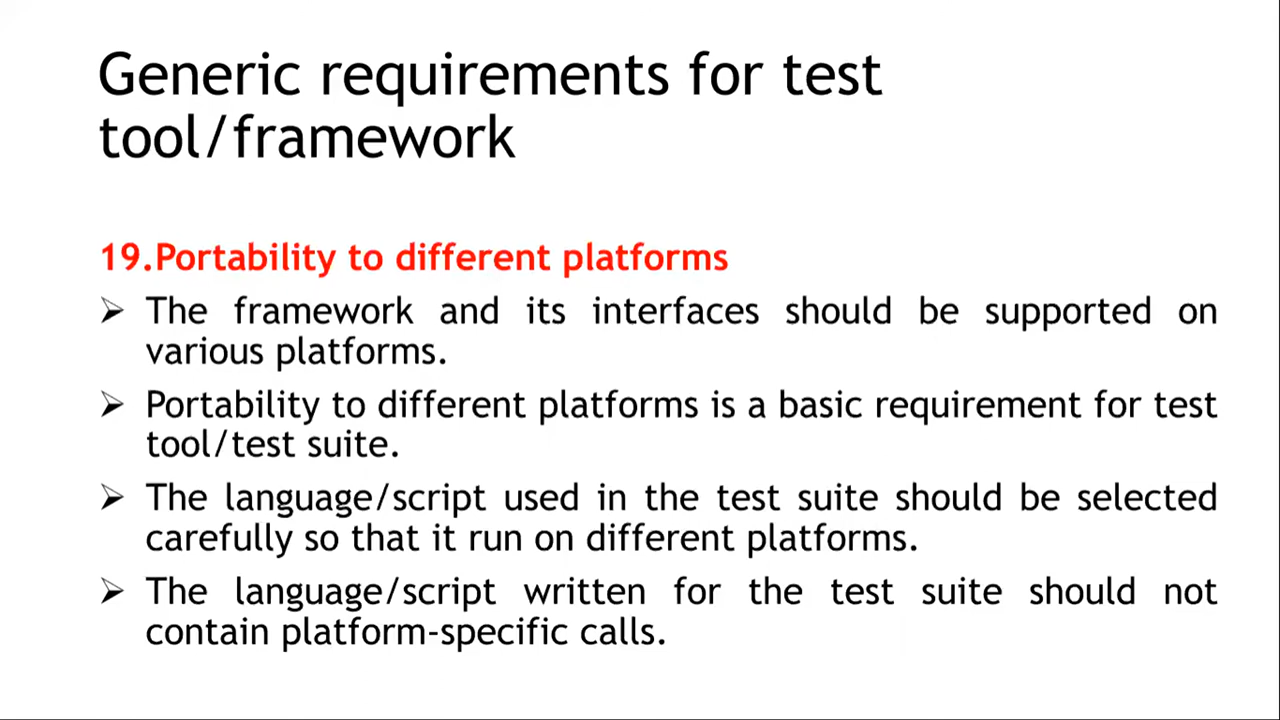 Generic requirements for test
tool/framework
19.Portability to different platforms
➢ The framework and its interfaces should be supported on
various platforms.
➢ Portability to different platforms is a basic requirement for test
tool/test suite.
➢ The language/script used in the test suite should be selected
carefully so that it run on different platforms.
➢ The language/script written for the test suite should not
contain platform-specific calls.